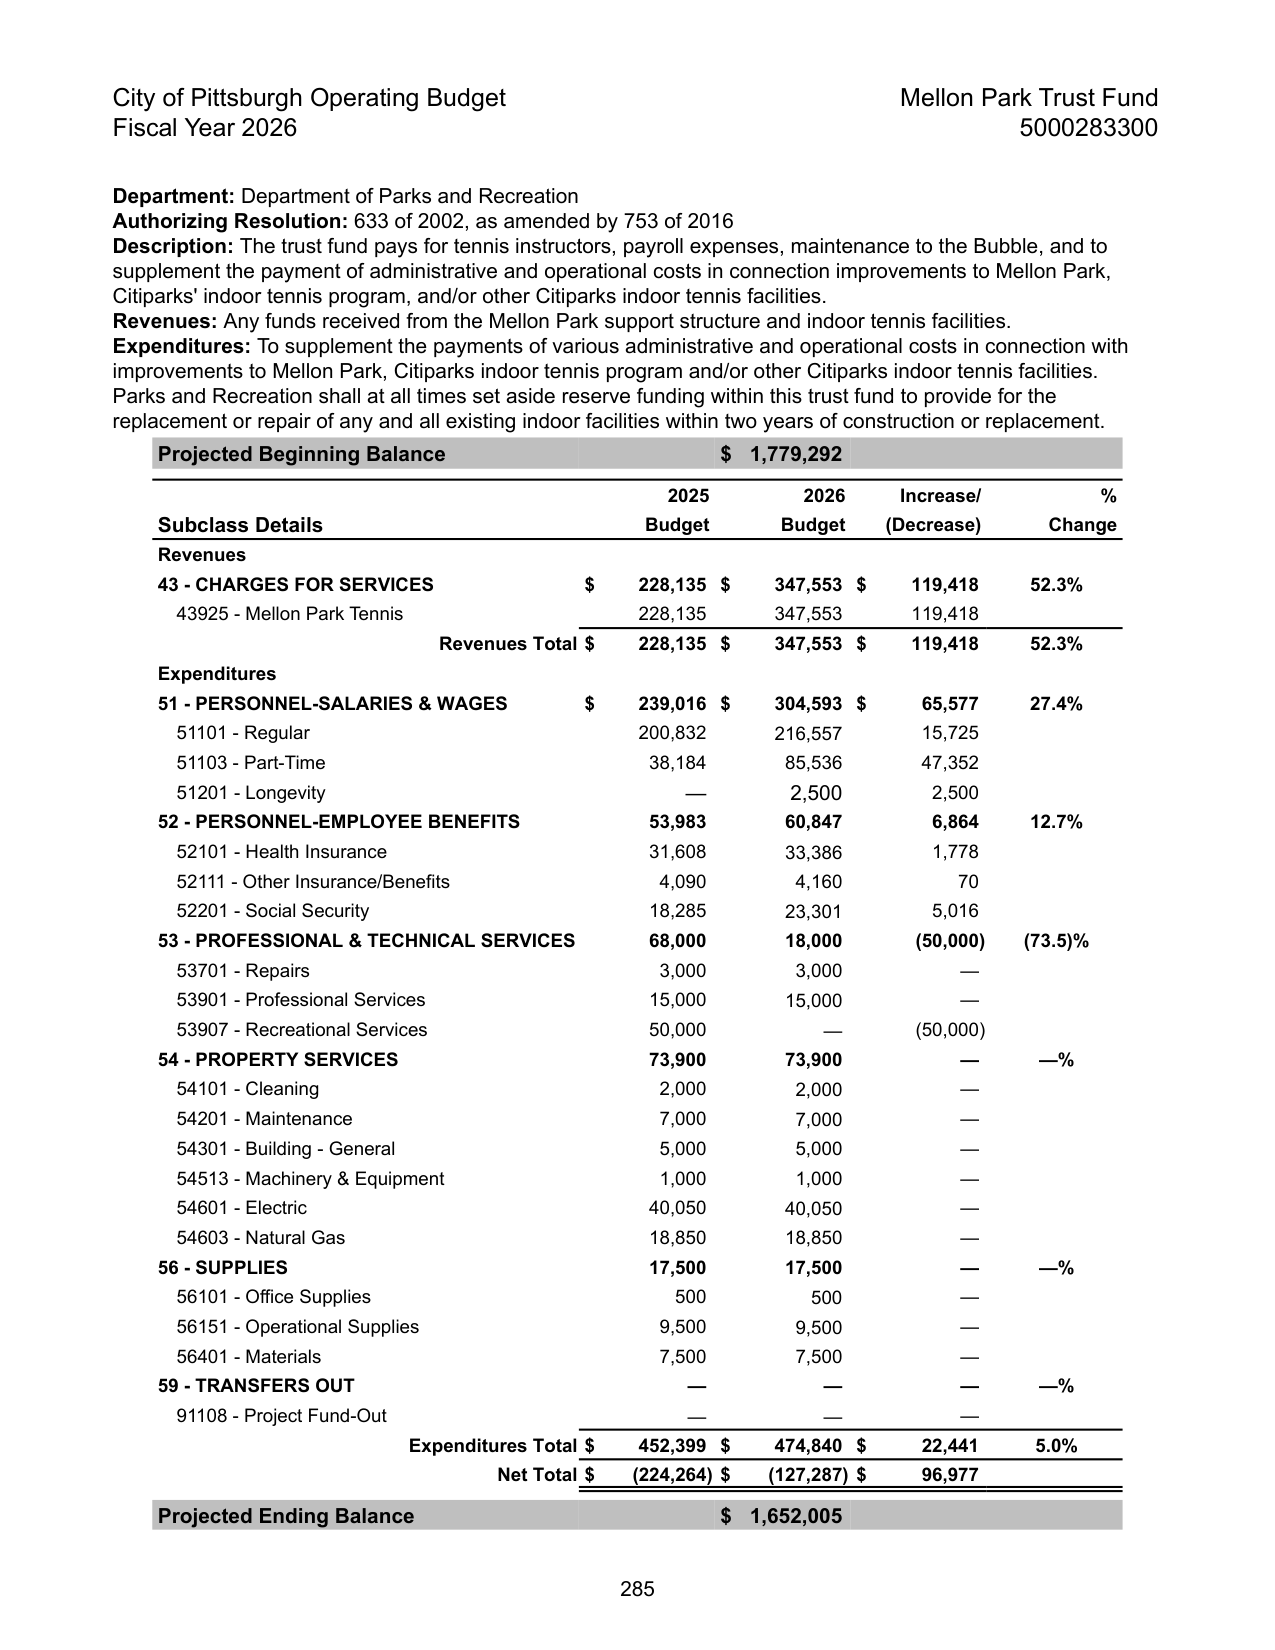 City of Pittsburgh Operating Budget Mellon Park Trust Fund
Fiscal Year 2026 5000283300
Department: Department of Parks and Recreation
Authorizing Resolution: 633 of 2002, as amended by 753 of 2016
Description: The trust fund pays for tennis instructors, payroll expenses, maintenance to the Bubble, and to
supplement the payment of administrative and operational costs in connection improvements to Mellon Park,
Citiparks' indoor tennis program, and/or other Citiparks indoor tennis facilities.
Revenues: Any funds received from the Mellon Park support structure and indoor tennis facilities.
Expenditures: To supplement the payments of various administrative and operational costs in connection with
improvements to Mellon Park, Citiparks indoor tennis program and/or other Citiparks indoor tennis facilities.
Parks and Recreation shall at all times set aside reserve funding within this trust fund to provide for the
replacement or repair of any and all existing indoor facilities within two years of construction or replacement.
Projected Beginning Balance $ 1,779,292
2025 2026 Increase/ %
Subclass Details Budget Budget (Decrease) Change
Revenues
43 - CHARGES FOR SERVICES $ 228,135 $ 347,553 $ 119,418 52.3%
43925 - Mellon Park Tennis 228,135 347,553 119,418
Revenues Total $ 228,135 $ 347,553 $ 119,418 52.3%
Expenditures
51 - PERSONNEL-SALARIES & WAGES $ 239,016 $ 304,593 $ 65,577 27.4%
51101 - Regular 200,832 216,557 15,725
51103 - Part-Time 38,184 85,536 47,352
51201 - Longevity — 2,500 2,500
52 - PERSONNEL-EMPLOYEE BENEFITS 53,983 60,847 6,864 12.7%
52101 - Health Insurance 31,608 33,386 1,778
52111 - Other Insurance/Benefits 4,090 4,160 70
52201 - Social Security 18,285 23,301 5,016
53 - PROFESSIONAL & TECHNICAL SERVICES 68,000 18,000 (50,000) (73.5)%
53701 - Repairs 3,000 3,000 —
53901 - Professional Services 15,000 15,000 —
53907 - Recreational Services 50,000 — (50,000)
54 - PROPERTY SERVICES 73,900 73,900 — —%
54101 - Cleaning 2,000 2,000 —
54201 - Maintenance 7,000 7,000 —
54301 - Building - General 5,000 5,000 —
54513 - Machinery & Equipment 1,000 1,000 —
54601 - Electric 40,050 40,050 —
54603 - Natural Gas 18,850 18,850 —
56 - SUPPLIES 17,500 17,500 — —%
56101 - Office Supplies 500 500 —
56151 - Operational Supplies 9,500 9,500 —
56401 - Materials 7,500 7,500 —
59 - TRANSFERS OUT — — — —%
91108 - Project Fund-Out — — —
Expenditures Total $ 452,399 $ 474,840 $ 22,441 5.0%
Net Total $ (224,264) $ (127,287) $ 96,977
Projected Ending Balance $ 1,652,005
285